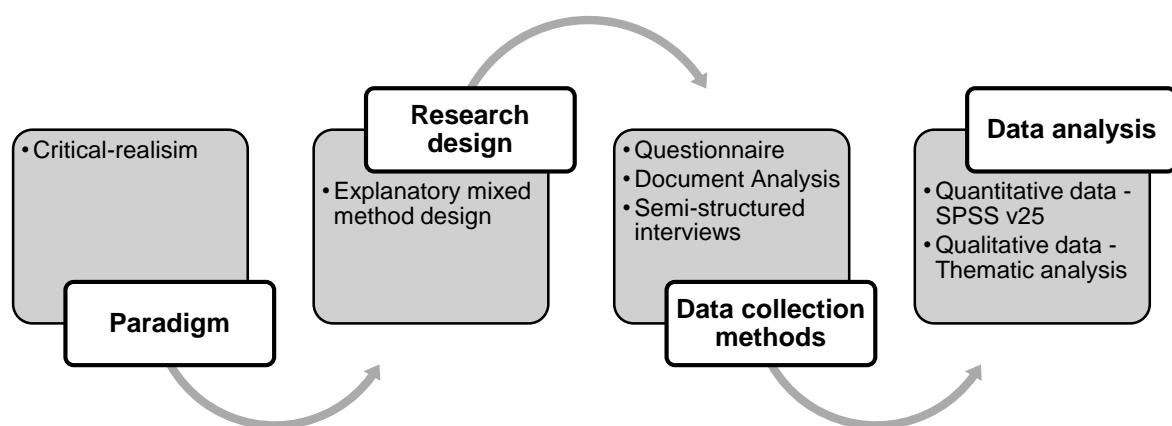 • Critical-realisim
Paradigm
Research
design
• Explanatory mixed
method design
• Questionnaire
• Document Analysis
• Semi-structured
interviews
Data collection
methods
Data analysis
• Quantitative data -
SPSS v25
• Qualitative data -
Thematic analysis